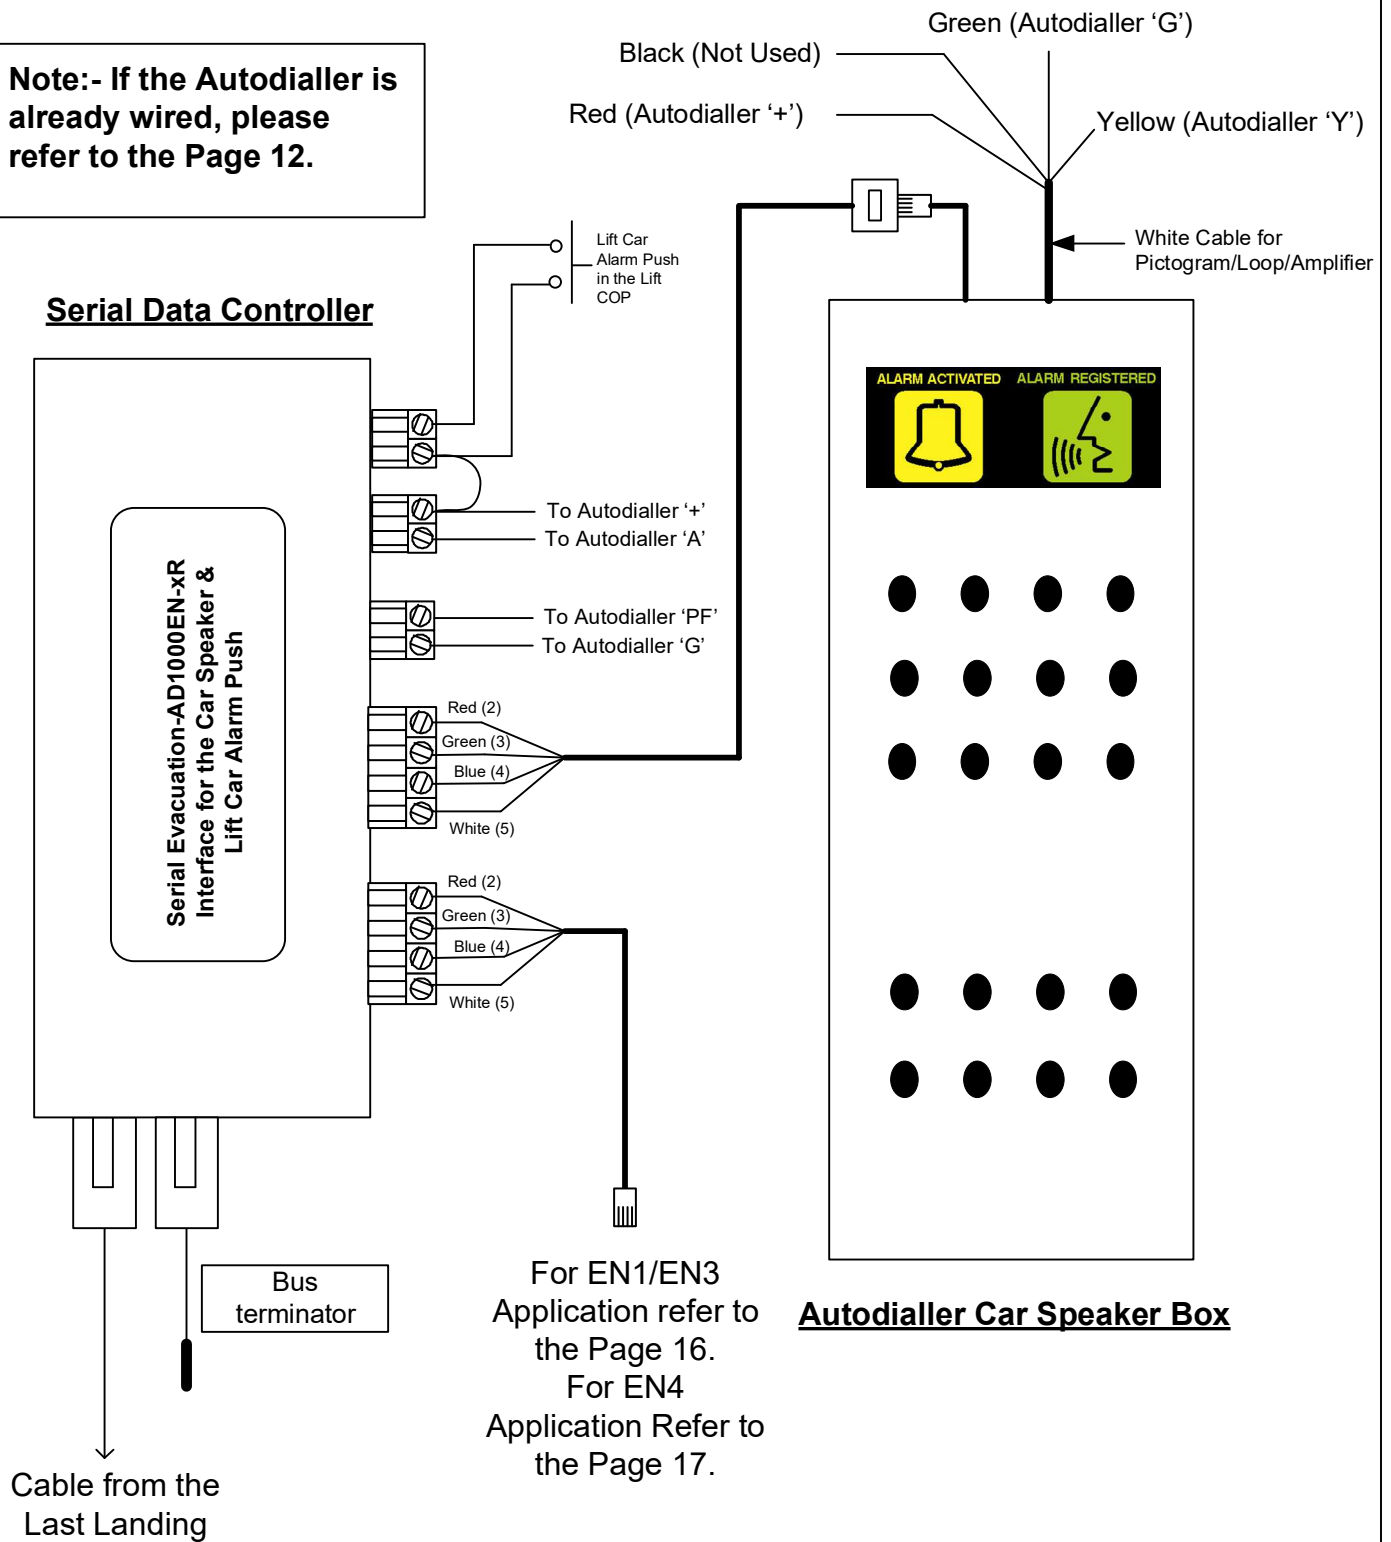 Green (Autodialler ‘G’)
Black (Not Used)
Red (Autodialler ‘+’)
Yellow (Autodialler ‘Y’)
Note:- If the Autodialler is
already wired, please
refer to the Page 12.
White Cable for
Pictogram/Loop/Amplifier
Lift Car
Alarm Push
in the Lift
COP
Serial Data Controller
ALARM ACTIVATED
ALARM REGISTERED
To Autodialler ‘+’
To Autodialler ‘A’
To Autodialler ‘PF’
To Autodialler ‘G’
Serial Evacuation-AD1000EN-xR
Interface for the Car Speaker &
Lift Car Alarm Push
Red (2)
Green (3)
Blue (4)
White (5)
Red (2)
Green (3)
Blue (4)
White (5)
Bus
terminator
For EN1/EN3
Application refer to
the Page 16.
For EN4
Application Refer to
the Page 17.
Autodialler Car Speaker Box
Cable from the
Last Landing